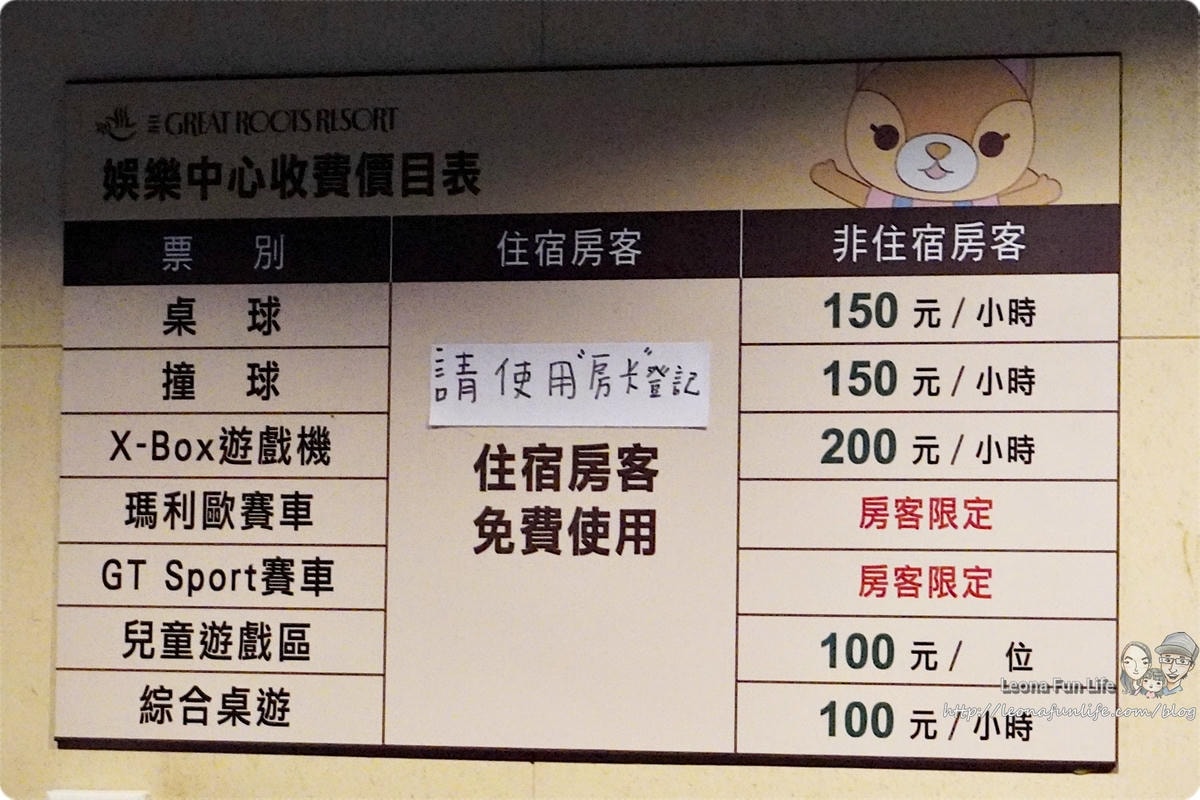 THE GREAT ROOTS RESORT
娛樂中心收費價目表
票別 住宿房客 非住宿房客
桌球 150 元 / 小時
撞球 150 元 / 小時
請使用"房卡"登記
X-Box遊戲機 200 元 / 小時
住宿房客
免費使用
瑪利歐賽車 房客限定
GT Sport賽車 房客限定
兒童遊戲區 100 元 / 位
綜合桌遊 100 元 / 小時
Leona Fun Life
http://leonafunlife.com/blog